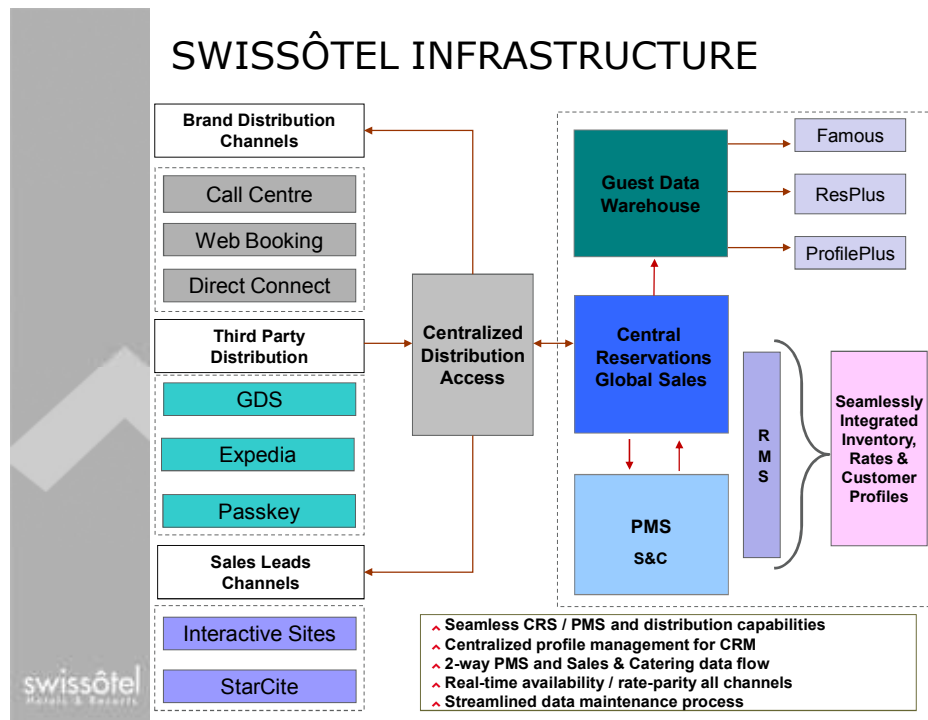 SWISSÔTEL INFRASTRUCTURE
Brand Distribution
Channels
Call Centre
Web Booking
Direct Connect
Third Party
Distribution
GDS
Expedia
Passkey
Sales Leads
Channels
Interactive Sites
StarCite
Centralized
Distribution
Access
Guest Data
Warehouse
Famous
ResPlus
ProfilePlus
Central
Reservations
Global Sales
PMS
S&C
R
M
S
Seamlessly
Integrated
Inventory,
Rates &
Customer
Profiles
Seamless CRS / PMS and distribution capabilities
Centralized profile management for CRM
2-way PMS and Sales & Catering data flow
Real-time availability / rate-parity all channels
Streamlined data maintenance process
swissôtel
Hotels & Resorts